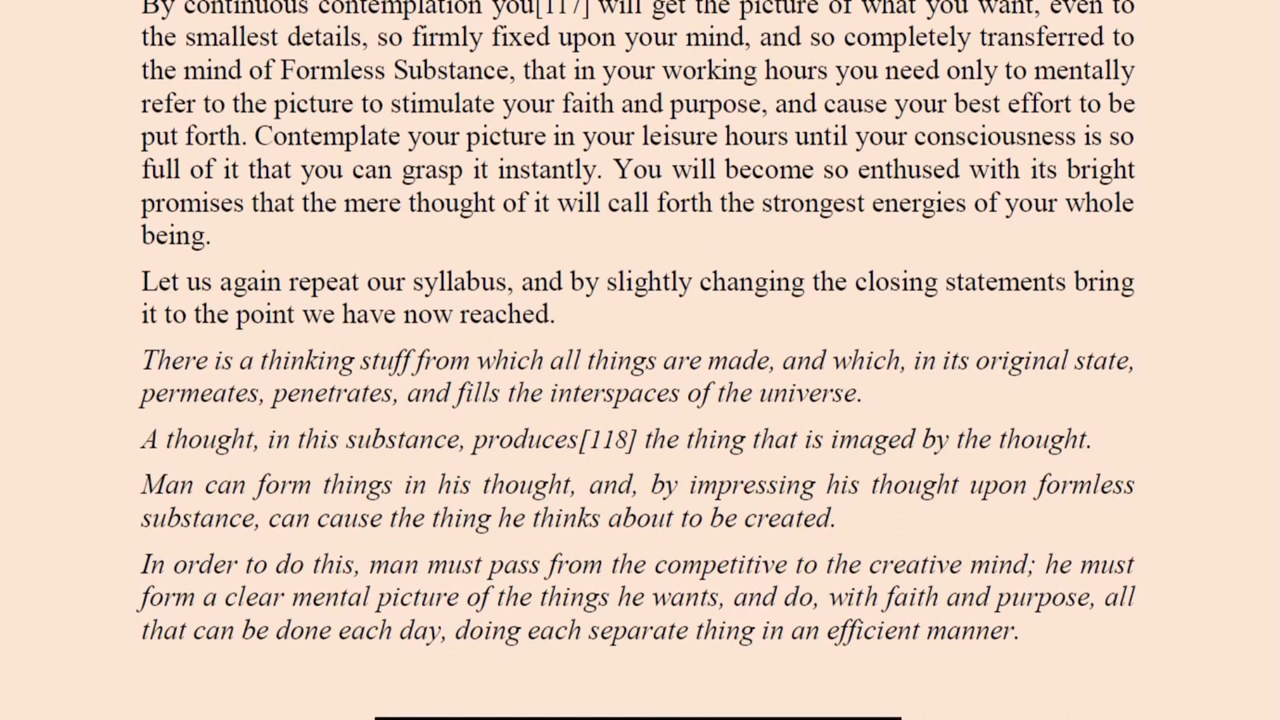 By continuous contemplation you[117] will get the picture of what you want, even to
the smallest details, so firmly fixed upon your mind, and so completely transferred to
the mind of Formless Substance, that in your working hours you need only to mentally
refer to the picture to stimulate your faith and purpose, and cause your best effort to be
put forth. Contemplate your picture in your leisure hours until your consciousness is so
full of it that you can grasp it instantly. You will become so enthused with its bright
promises that the mere thought of it will call forth the strongest energies of your whole
being.
Let us again repeat our syllabus, and by slightly changing the closing statements bring
it to the point we have now reached.
There is a thinking stuff from which all things are made, and which, in its original state,
permeates, penetrates, and fills the interspaces of the universe.
A thought, in this substance, produces[118] the thing that is imaged by the thought.
Man can form things in his thought, and, by impressing his thought upon formless
substance, can cause the thing he thinks about to be created.
In order to do this, man must pass from the competitive to the creative mind; he must
form a clear mental picture of the things he wants, and do, with faith and purpose, all
that can be done each day, doing each separate thing in an efficient manner.